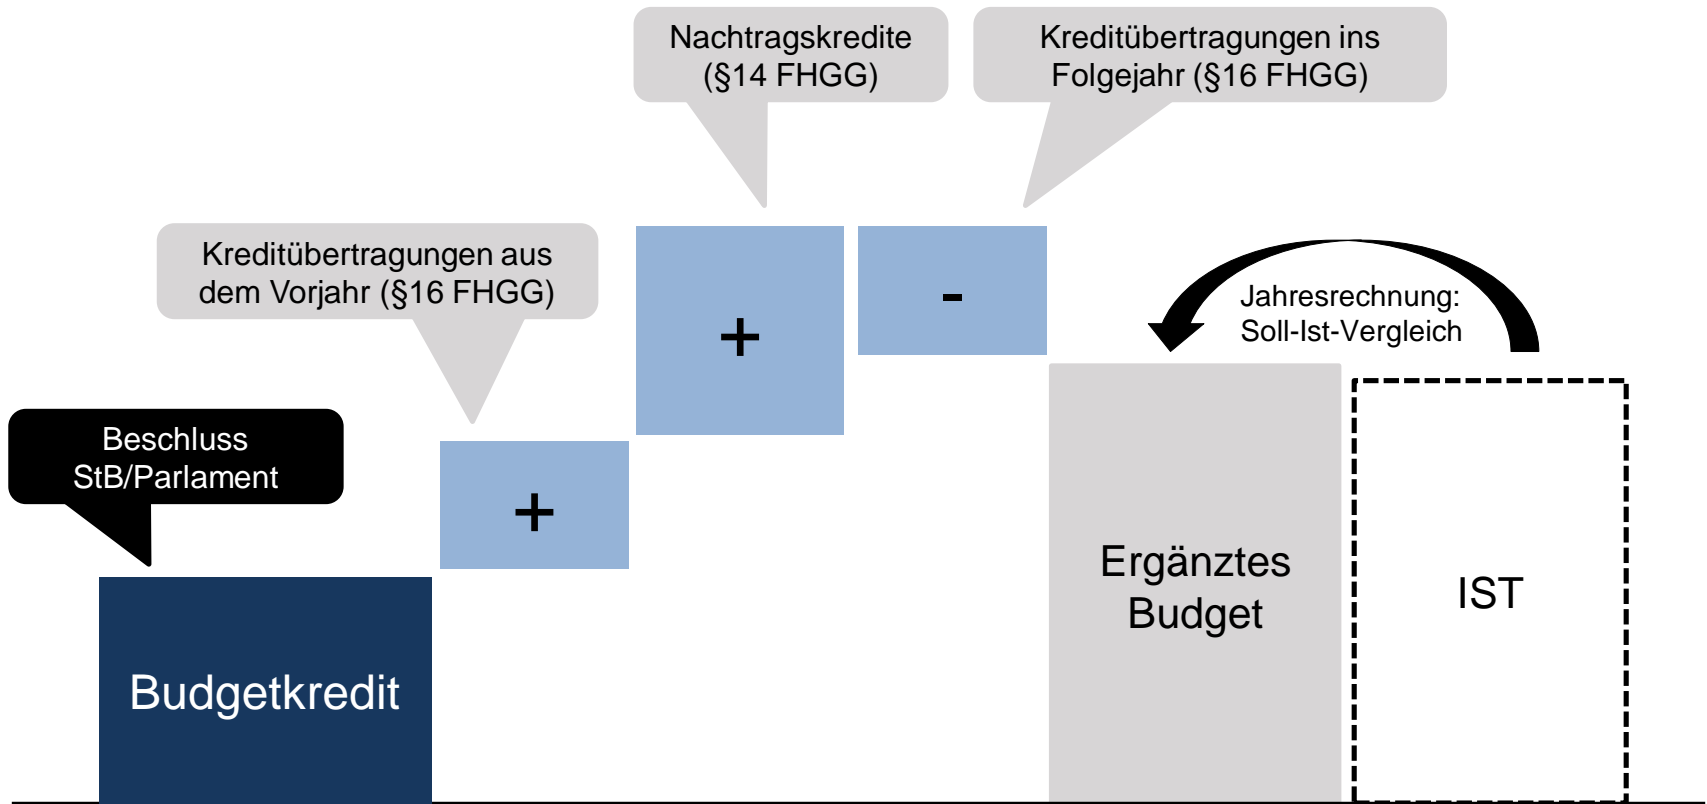 Nachtragskredite
(§14 FHGG)
Kreditübertragungen ins
Folgejahr (§16 FHGG)
Kreditübertragungen aus
dem Vorjahr (§16 FHGG)
+
-
Jahresrechnung:
Soll-Ist-Vergleich
Beschluss
StB/Parlament
+
Ergänztes
Budget
IST
Budgetkredit